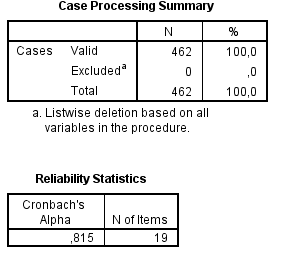 Case Processing Summary
N %
Cases Valid 462 100,0
Excludedᵃ 0 ,0
Total 462 100,0
a. Listwise deletion based on all
variables in the procedure.
Reliability Statistics
Cronbach's
Alpha N of Items
,815 19